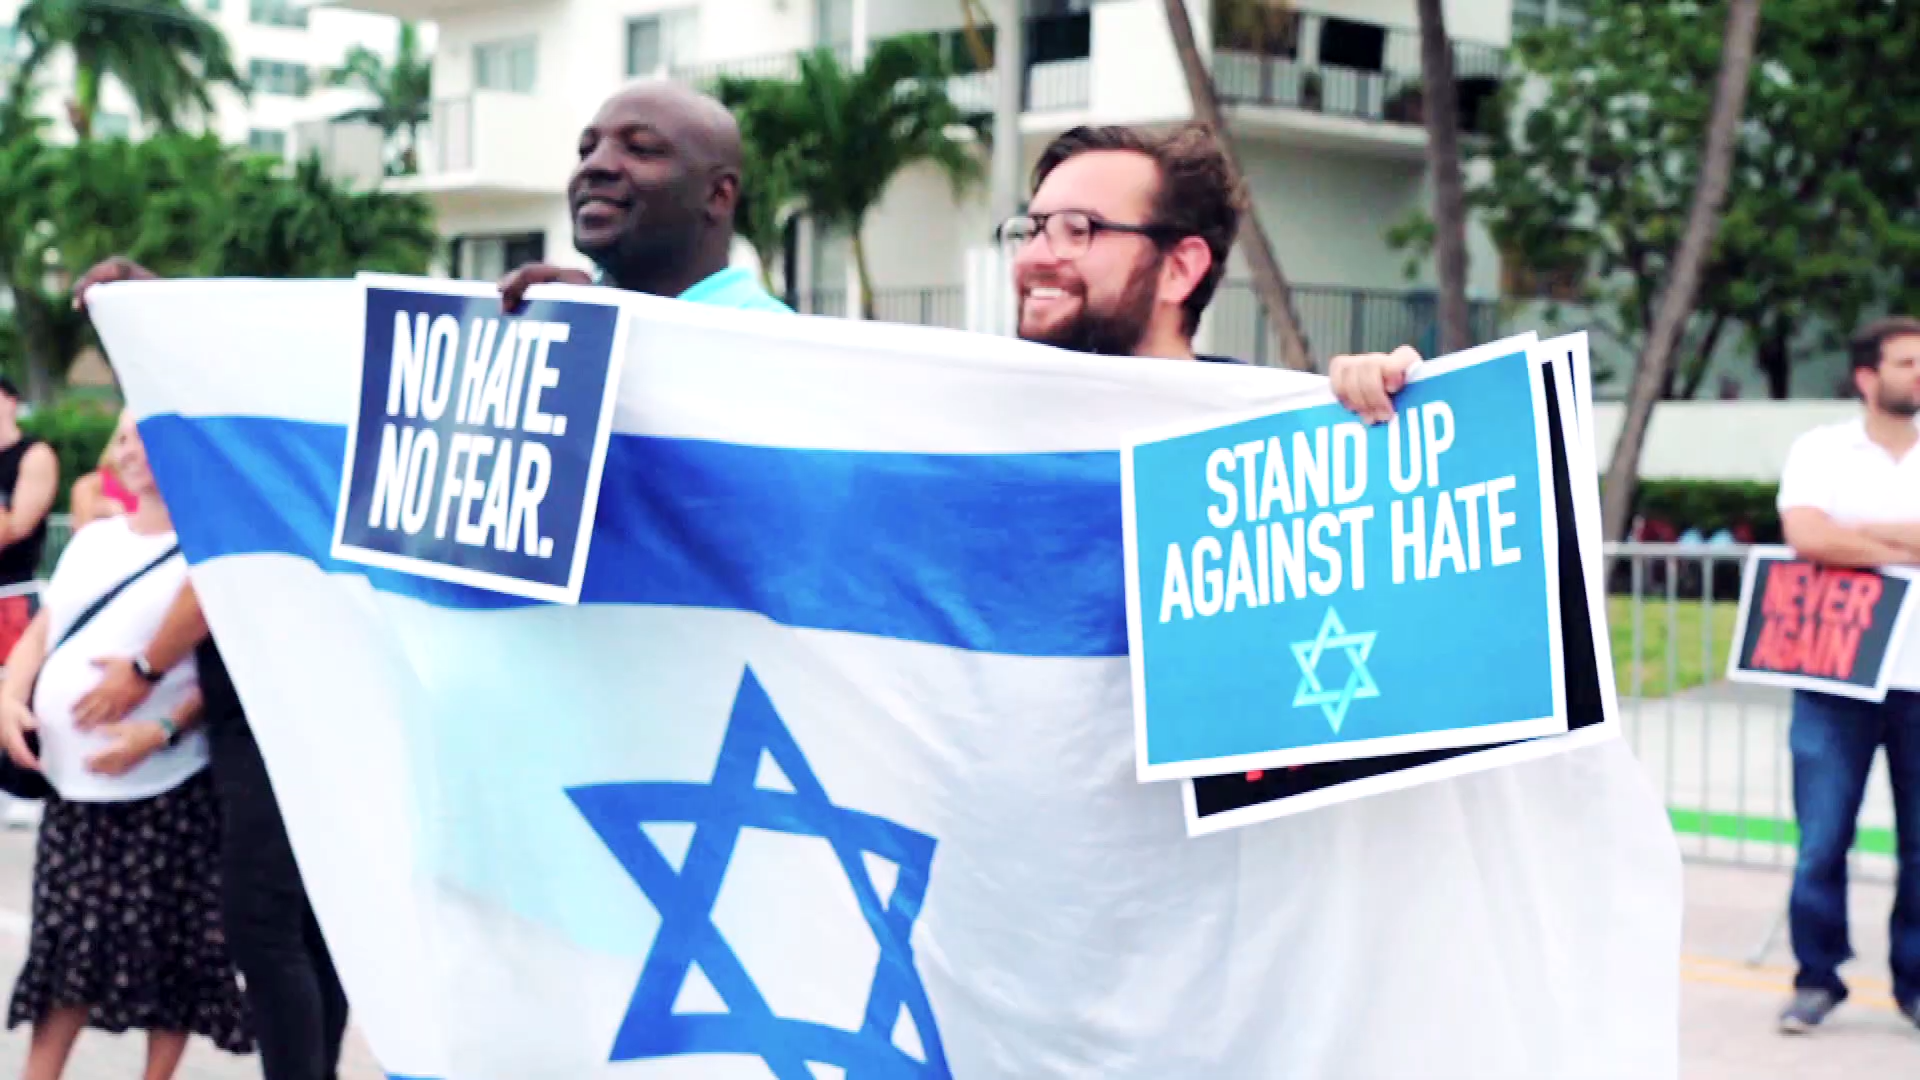 NO HATE.
NO FEAR.
STAND UP
AGAINST HATE
NEVER
AGAIN